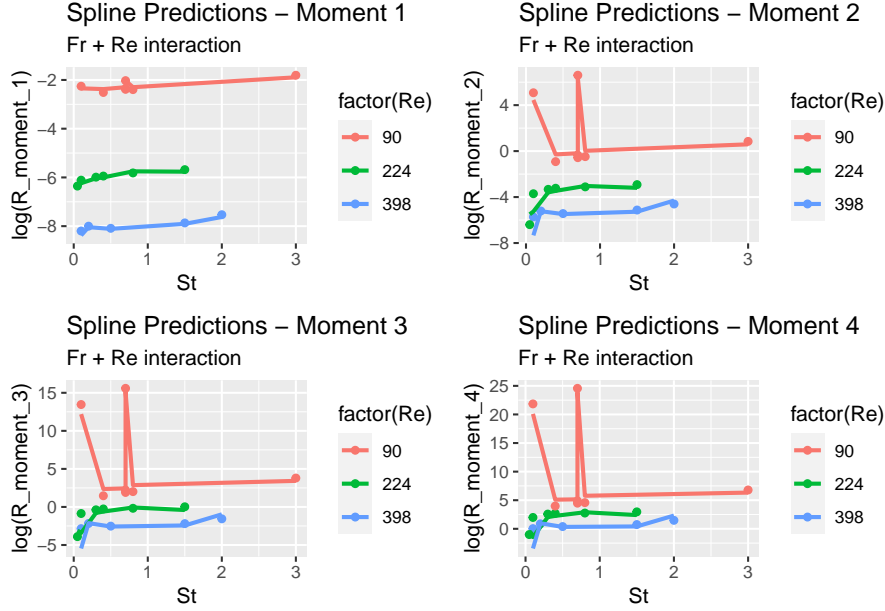 Spline Predictions – Moment 1
Fr + Re interaction
log(R_moment_1)
−2
−4
−6
−8
0
1
2
3
St
factor(Re)
90
224
398
Spline Predictions – Moment 2
Fr + Re interaction
log(R_moment_2)
4
0
−4
−8
0
1
2
3
St
factor(Re)
90
224
398
Spline Predictions – Moment 3
Fr + Re interaction
log(R_moment_3)
15
10
5
0
−5
0
1
2
3
St
factor(Re)
90
224
398
Spline Predictions – Moment 4
Fr + Re interaction
log(R_moment_4)
25
20
15
10
5
0
0
1
2
3
St
factor(Re)
90
224
398